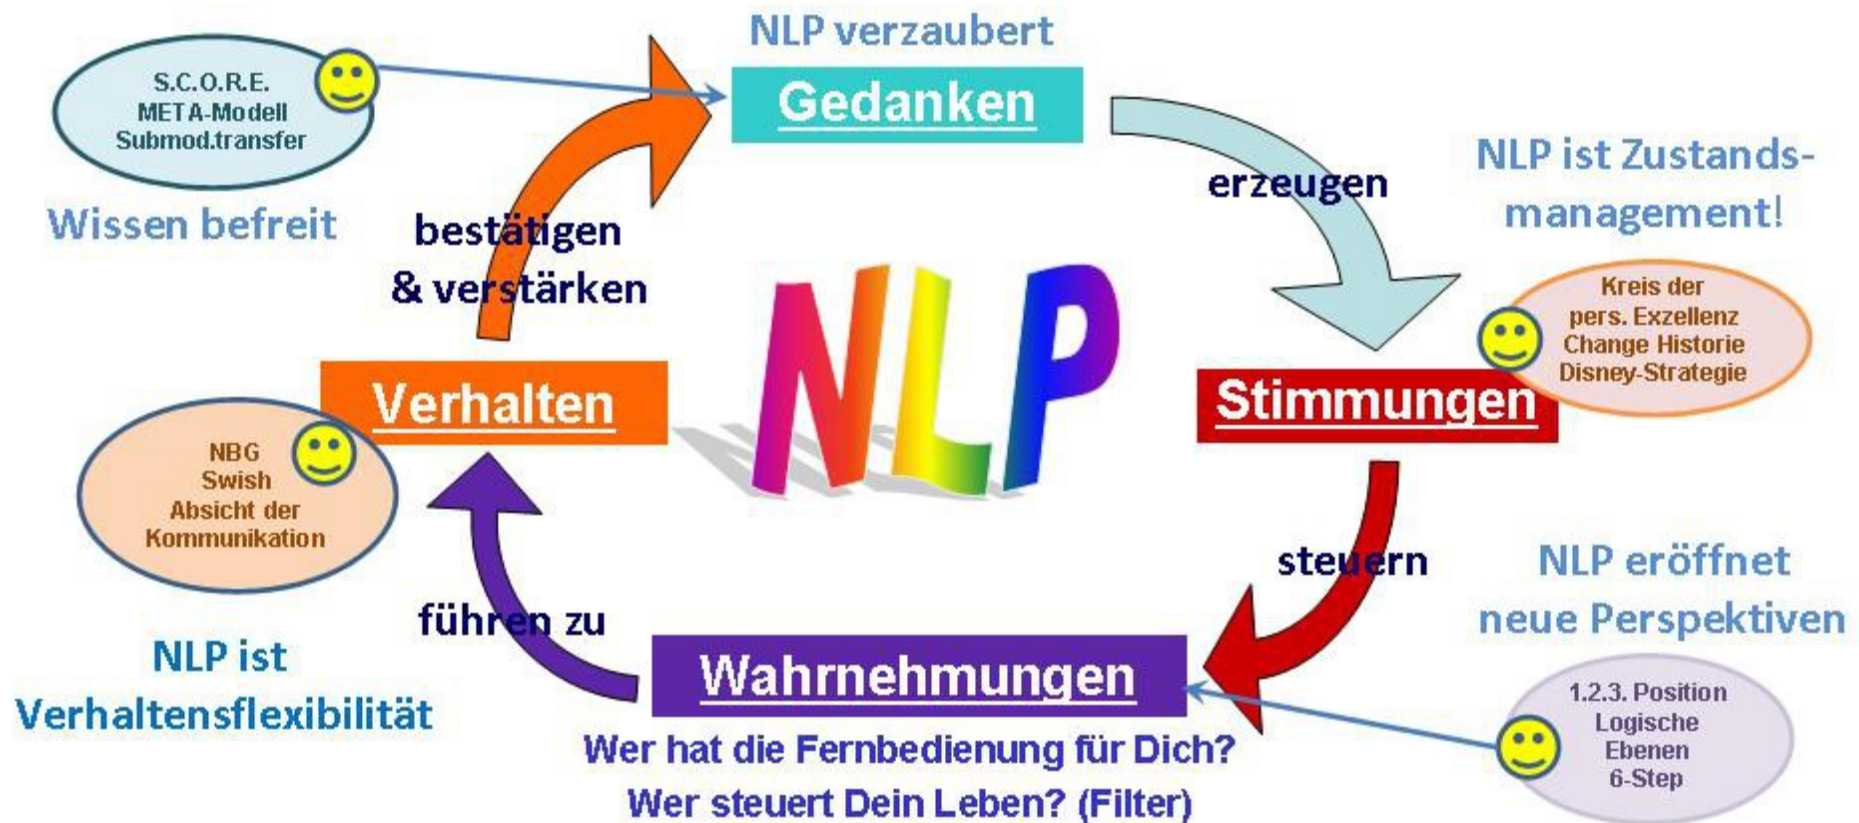 NLP verzaubert
Gedanken
S.C.O.R.E.
META-Modell
Submod.transfer
Wissen befreit
bestätigen
& verstärken
erzeugen
NLP ist Zustands-
management!
Kreis der
pers. Exzellenz
Change Historie
Disney-Strategie
NLP
Verhalten
Stimmungen
NBG
Swish
Absicht der
Kommunikation
steuern
NLP eröffnet
neue Perspektiven
führen zu
NLP ist
Verhaltensflexibilität
Wahrnehmungen
1.2.3. Position
Logische
Ebenen
6-Step
Wer hat die Fernbedienung für Dich?
Wer steuert Dein Leben? (Filter)